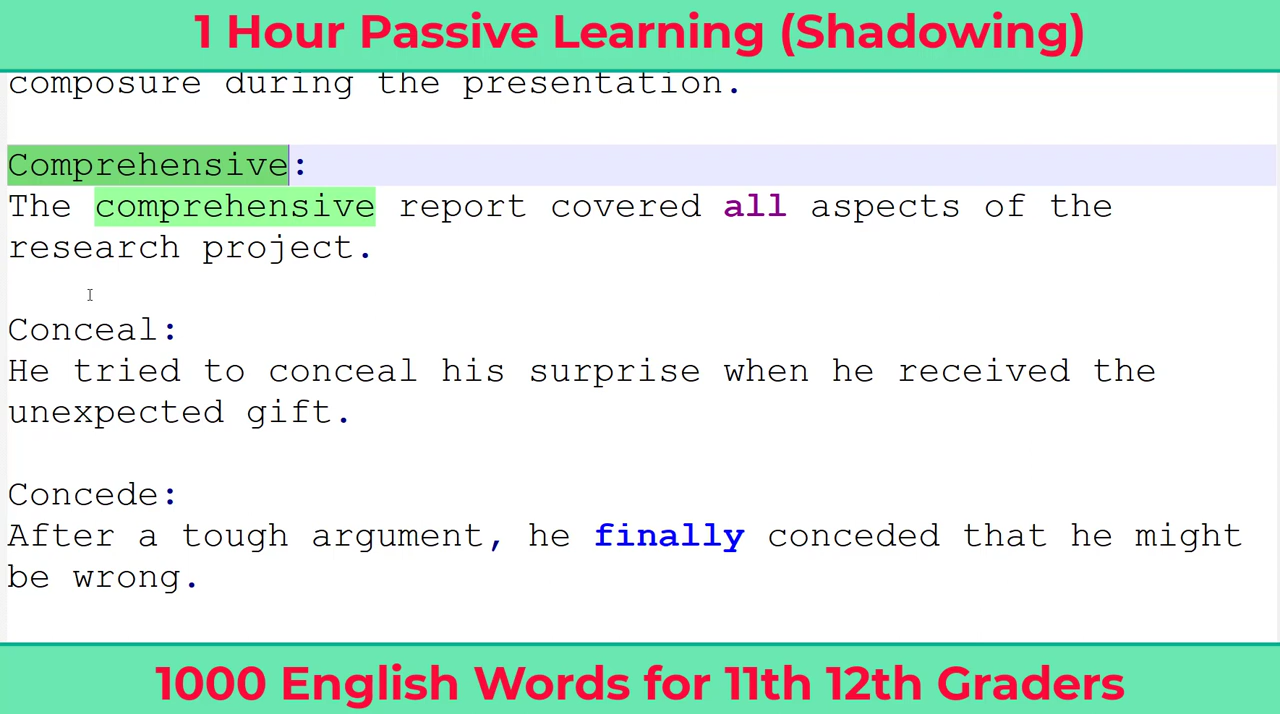 1 Hour Passive Learning (Shadowing)
composure during the presentation.
Comprehensive:
The comprehensive report covered all aspects of the
research project.
Conceal:
He tried to conceal his surprise when he received the
unexpected gift.
Concede:
After a tough argument, he finally conceded that he might
be wrong.
1000 English Words for 11th 12th Graders